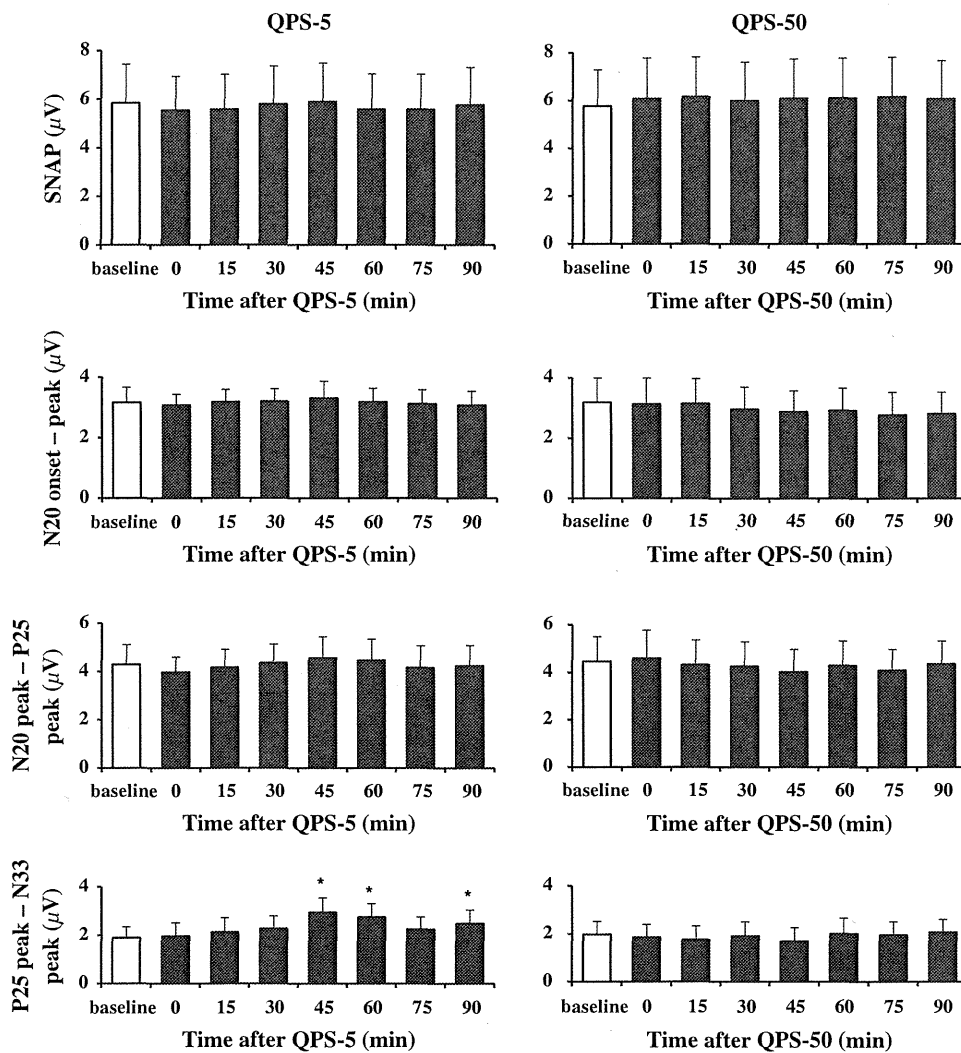 QPS-5
QPS-50
SNAP (μV)
8
6
4
2
0
baseline 0 15 30 45 60 75 90
Time after QPS-5 (min)
8
6
4
2
0
baseline 0 15 30 45 60 75 90
Time after QPS-50 (min)
N20 onset – peak (μV)
4
2
0
baseline 0 15 30 45 60 75 90
Time after QPS-5 (min)
4
2
0
baseline 0 15 30 45 60 75 90
Time after QPS-50 (min)
N20 peak – P25
peak (μV)
6
4
2
0
baseline 0 15 30 45 60 75 90
Time after QPS-5 (min)
6
4
2
0
baseline 0 15 30 45 60 75 90
Time after QPS-50 (min)
P25 peak – N33
peak (μV)
4
2
0
* * *
baseline 0 15 30 45 60 75 90
Time after QPS-5 (min)
4
2
0
baseline 0 15 30 45 60 75 90
Time after QPS-50 (min)